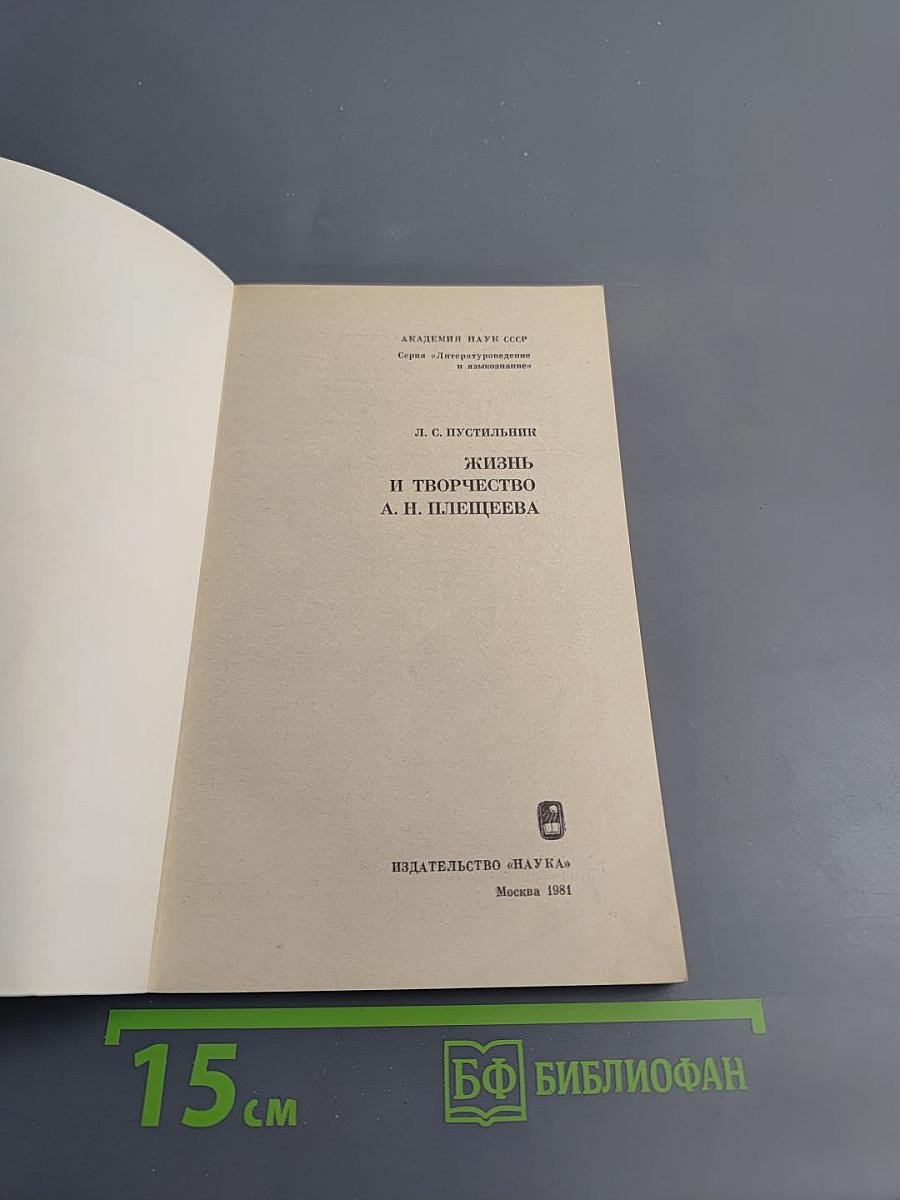 АКАДЕМИЯ НАУК СССР
Серия «Литературоведение
и языкознание»
Л. С. ПУСТИЛЬНИК
ЖИЗНЬ
И ТВОРЧЕСТВО
А. Н. ПЛЕЩЕЕВА
ИЗДАТЕЛЬСТВО «НАУКА»
Москва 1981
15 см
БФ БИБЛИОФАН